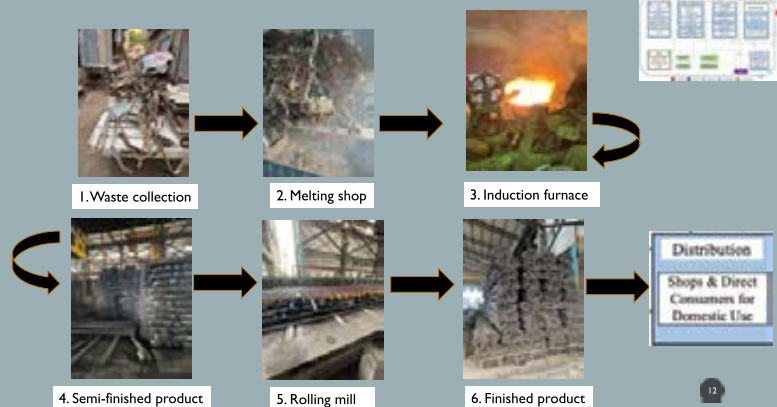 1. Waste collection
2. Melting shop
3. Induction furnace
4. Semi-finished product
5. Rolling mill
6. Finished product
Distribution
Shops & Direct
Consumers for
Domestic Use
12